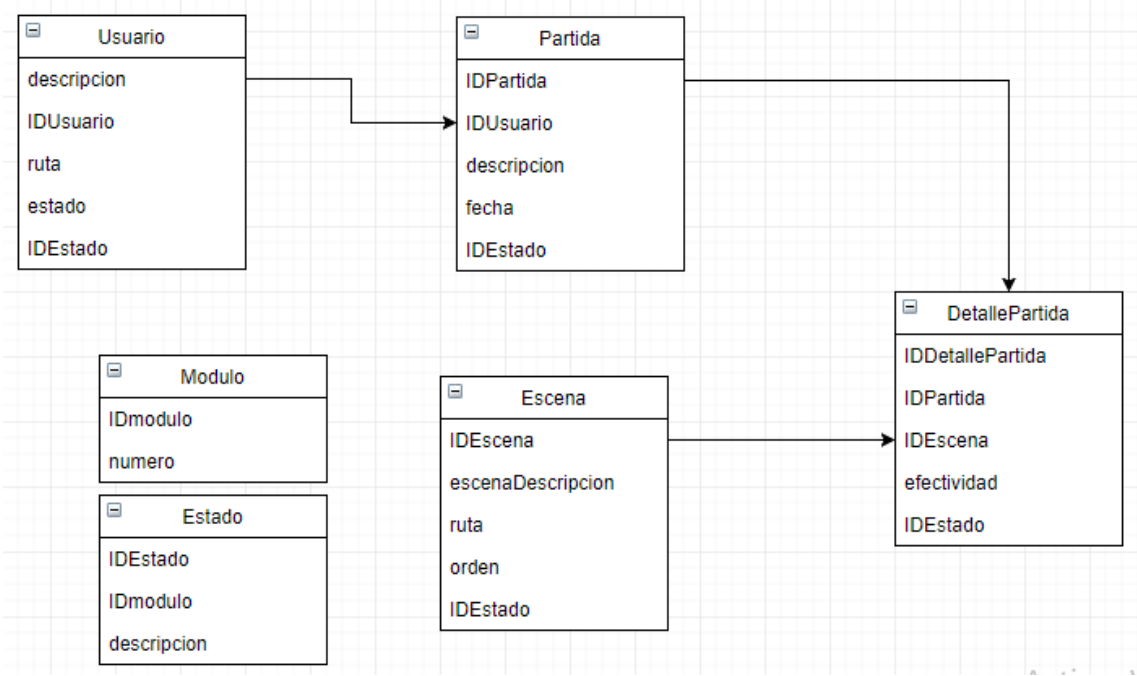 Usuario
descripcion
IDUsuario
ruta
estado
IDEstado
Partida
IDPartida
IDUsuario
descripcion
fecha
IDEstado
DetallePartida
IDDetallePartida
IDPartida
IDEscena
efectividad
IDEstado
Modulo
IDmodulo
numero
Estado
IDEstado
IDmodulo
descripcion
Escena
IDEscena
escenaDescripcion
ruta
orden
IDEstado